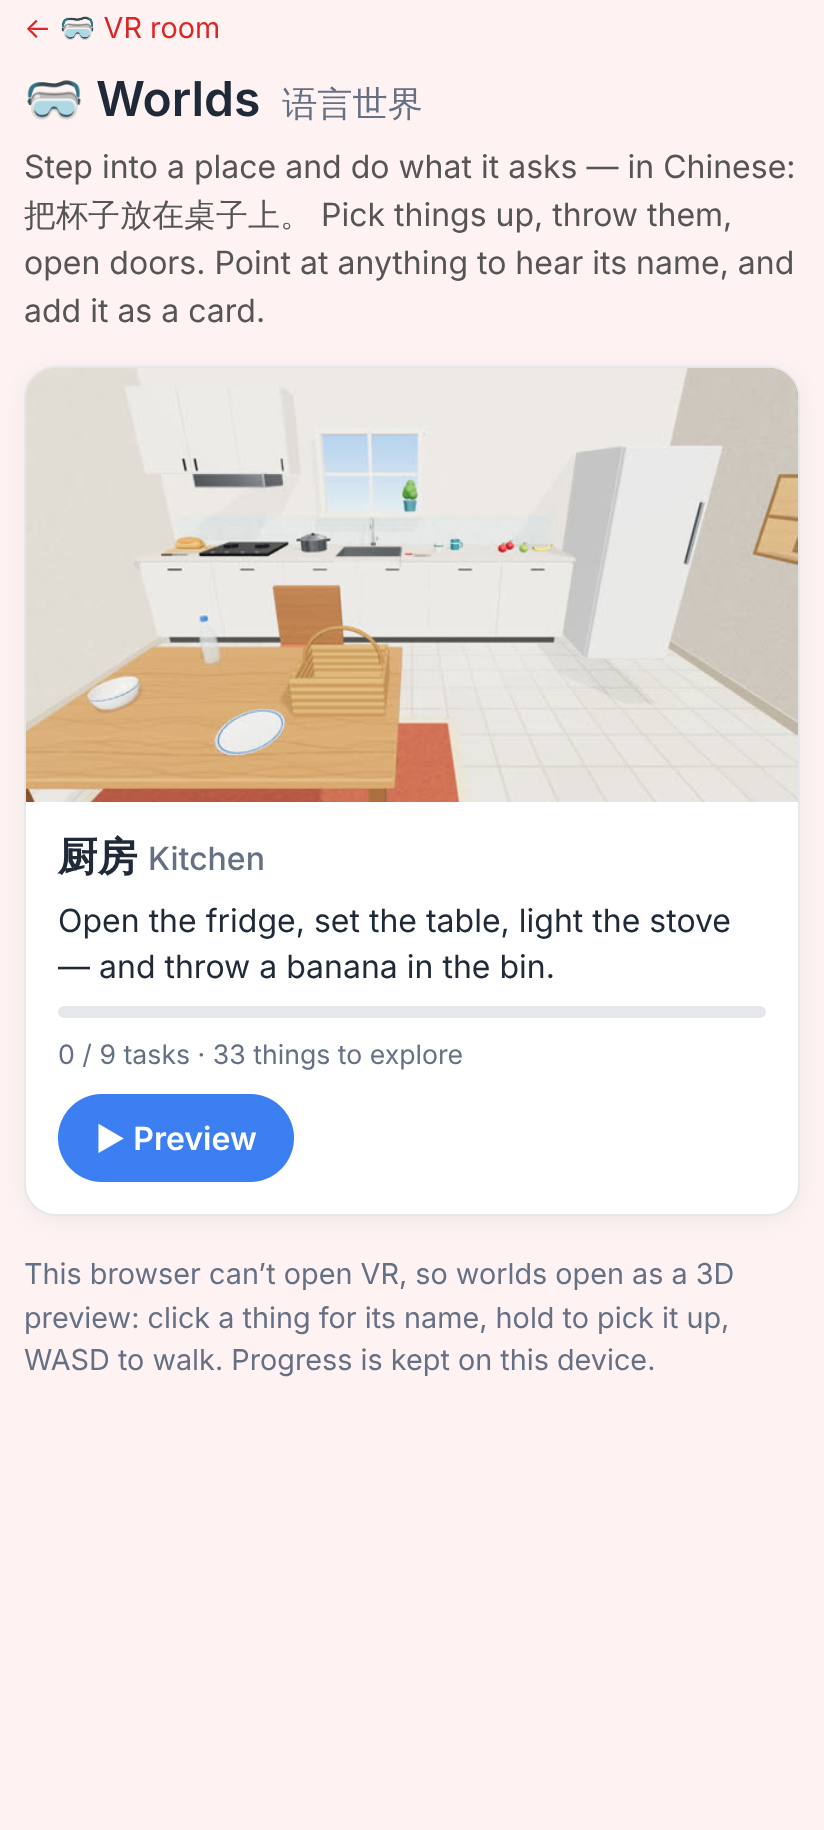 ← VR room
Worlds 语言世界
Step into a place and do what it asks — in Chinese:
把杯子放在桌子上。 Pick things up, throw them,
open doors. Point at anything to hear its name, and
add it as a card.
厨房 Kitchen
Open the fridge, set the table, light the stove
— and throw a banana in the bin.
0 / 9 tasks · 33 things to explore
▶ Preview
This browser can’t open VR, so worlds open as a 3D
preview: click a thing for its name, hold to pick it up,
WASD to walk. Progress is kept on this device.